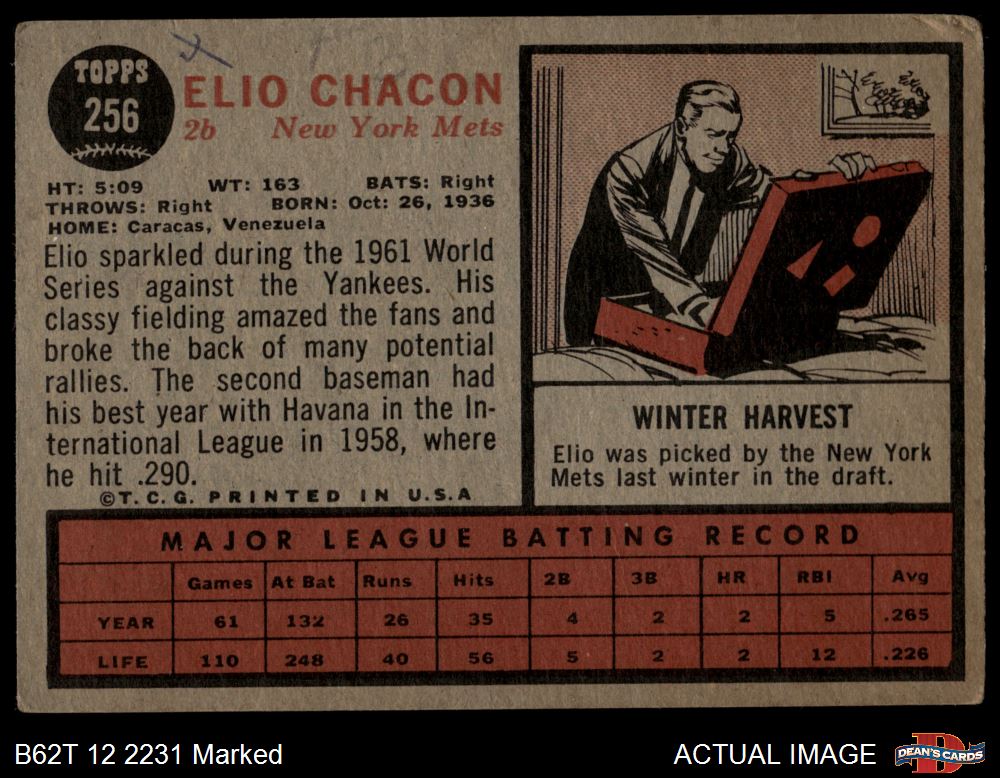 TOPPS
256
ELIO CHACON
2b New York Mets
HT: 5:09 WT: 163 BATS: Right
THROWS: Right BORN: Oct: 26, 1936
HOME: Caracas, Venezuela
Elio sparkled during the 1961 World
Series against the Yankees. His
classy fielding amazed the fans and
broke the back of many potential
rallies. The second baseman had
his best year with Havana in the In-
ternational League in 1958, where
he hit .290.
©T.C.G. PRINTED IN U.S.A
WINTER HARVEST
Elio was picked by the New York
Mets last winter in the draft.
MAJOR LEAGUE BATTING RECORD
Games At Bat Runs Hits 2B 3B HR RBI Avg
YEAR 61 132 26 35 4 2 2 5 .265
LIFE 110 248 40 56 5 2 2 12 .226
B62T 12 2231 Marked
ACTUAL IMAGE
DEAN'S CARDS